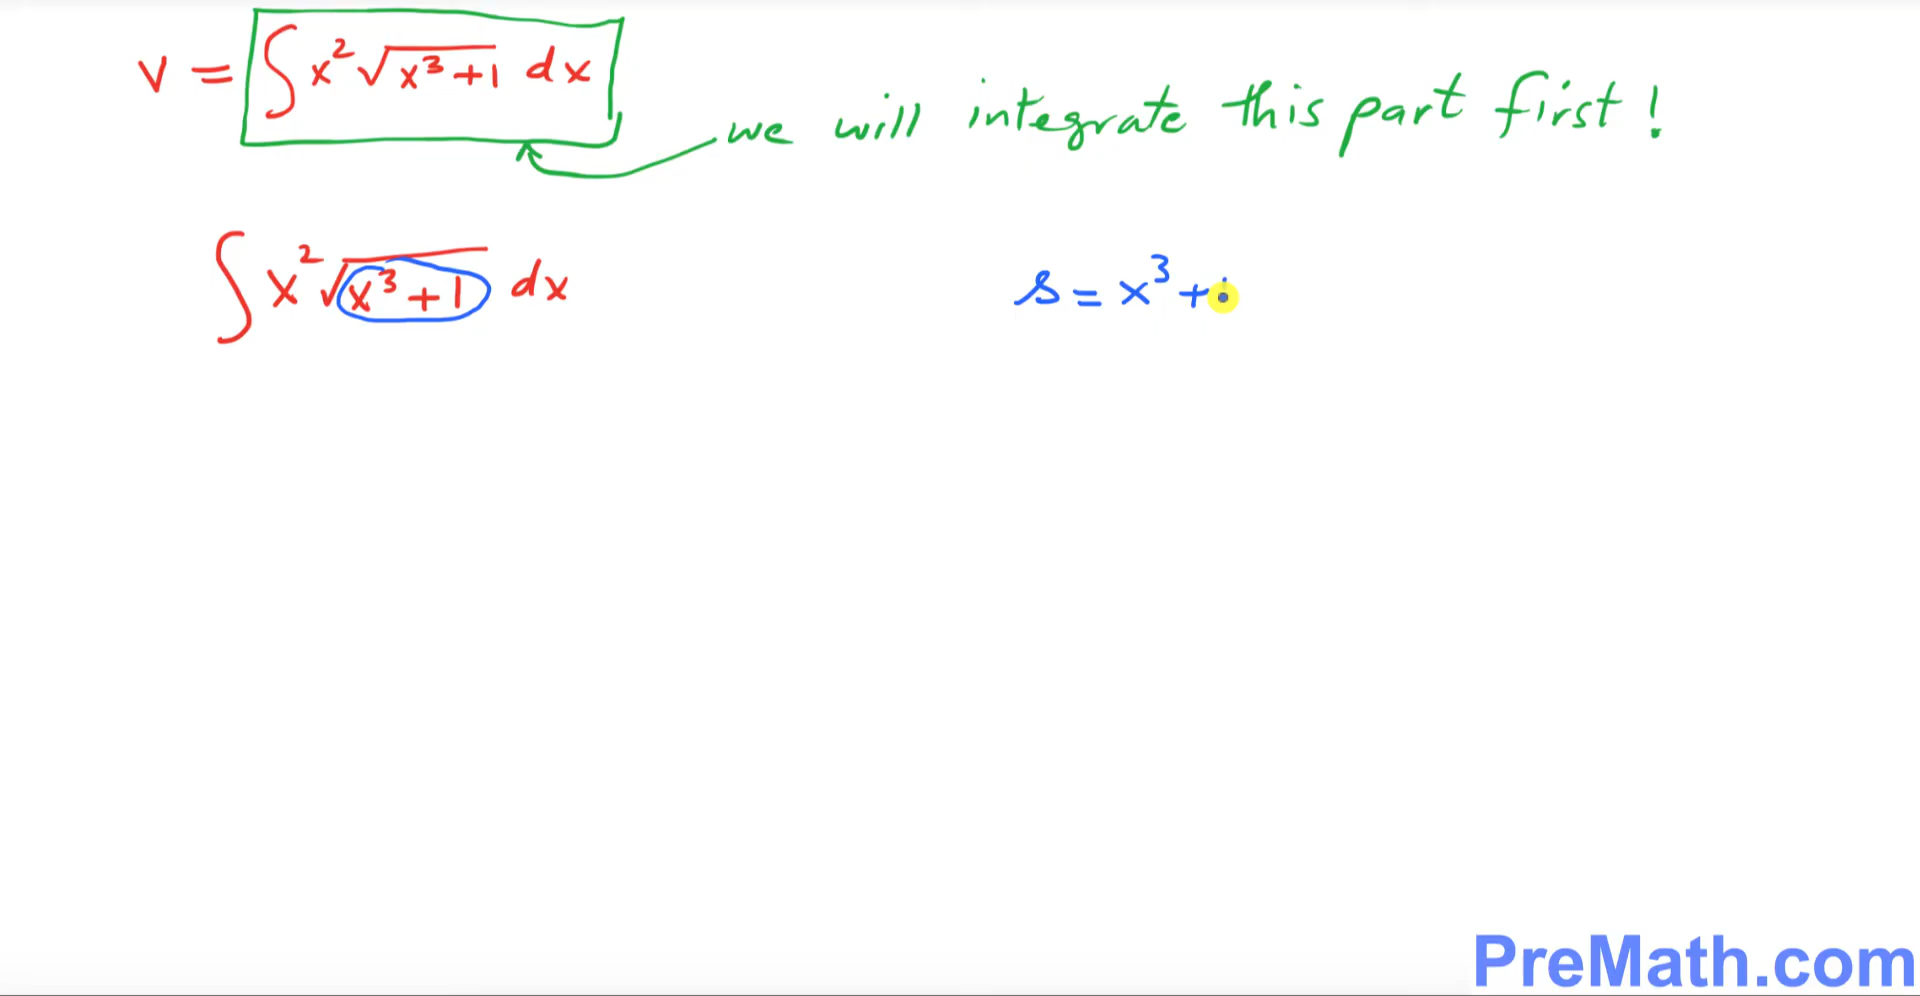 v = ∫ x²√(x³+1) dx
we will integrate this part first!
∫ x²√(x³+1) dx
s = x³+
PreMath.com